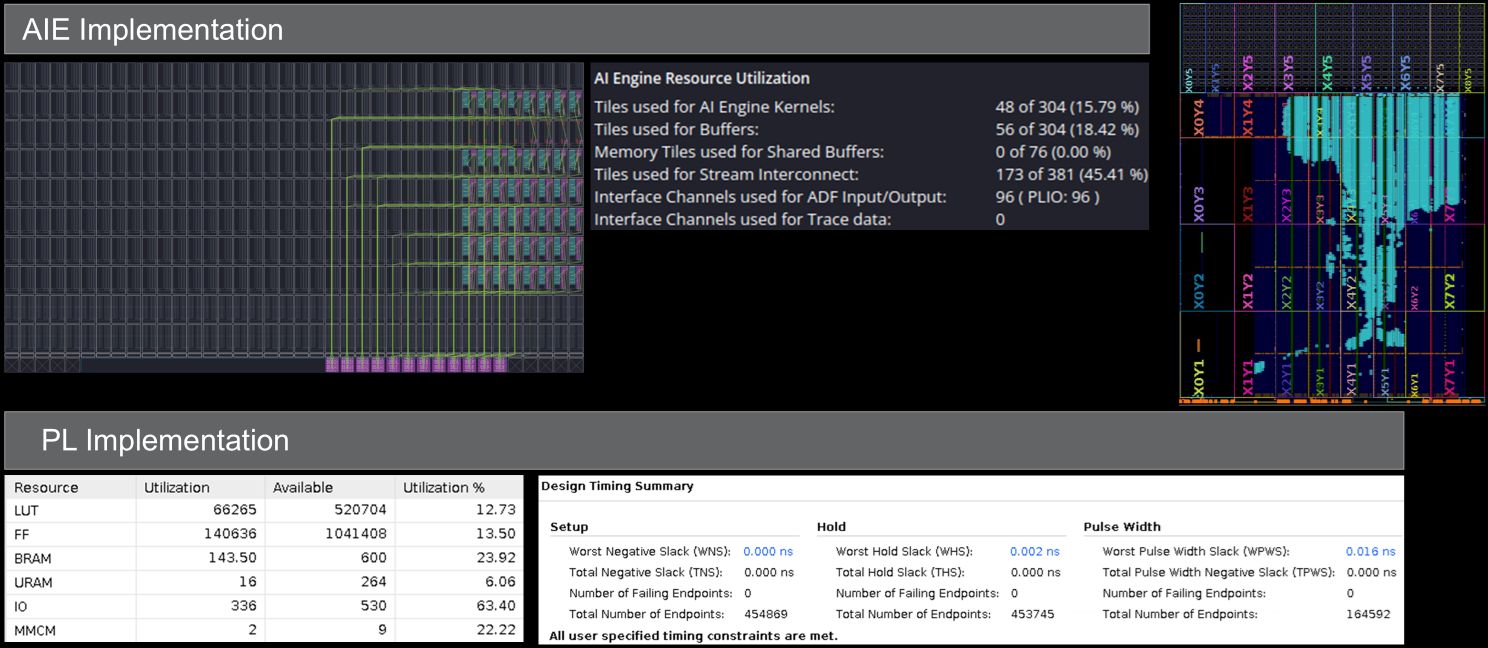 AIE Implementation
AI Engine Resource Utilization
Tiles used for AI Engine Kernels: 48 of 304 (15.79 %)
Tiles used for Buffers: 56 of 304 (18.42 %)
Memory Tiles used for Shared Buffers: 0 of 76 (0.00 %)
Tiles used for Stream Interconnect: 173 of 381 (45.41 %)
Interface Channels used for ADF Input/Output: 96 ( PLIO: 96 )
Interface Channels used for Trace data: 0
X0Y5 X1Y5 X2Y5 X3Y5 X4Y5 X5Y5 X6Y5 X7Y5 X8Y5
X0Y4 X1Y4
X0Y3 X1Y3 X2Y3 X3Y3
X0Y2 X1Y2 X2Y2 X3Y2 X4Y2 X6Y2 X7Y2
X0Y1 X1Y1 X2Y1 X3Y1 X4Y1 X5Y1 X6Y1 X7Y1
PL Implementation
Resource Utilization Available Utilization %
LUT 66265 520704 12.73
FF 140636 1041408 13.50
BRAM 143.50 600 23.92
URAM 16 264 6.06
IO 336 530 63.40
MMCM 2 9 22.22
Design Timing Summary
Setup Hold Pulse Width
Worst Negative Slack (WNS): 0.000 ns Worst Hold Slack (WHS): 0.002 ns Worst Pulse Width Slack (WPWS): 0.016 ns
Total Negative Slack (TNS): 0.000 ns Total Hold Slack (THS): 0.000 ns Total Pulse Width Negative Slack (TPWS): 0.000 ns
Number of Failing Endpoints: 0 Number of Failing Endpoints: 0 Number of Failing Endpoints: 0
Total Number of Endpoints: 454869 Total Number of Endpoints: 453745 Total Number of Endpoints: 164592
All user specified timing constraints are met.